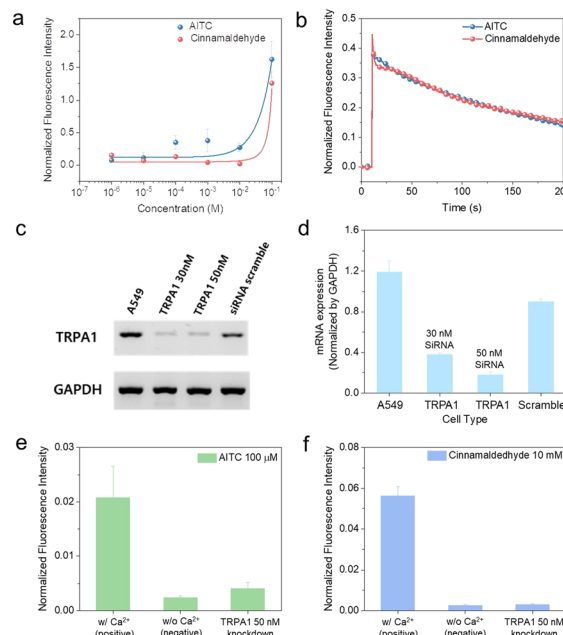 a
AITC
Cinnamaldehyde
Normalized Fluorescence Intensity
2.0
1.5
1.0
0.5
0.0
10⁻⁷ 10⁻⁶ 10⁻⁵ 10⁻⁴ 10⁻³ 10⁻² 10⁻¹
Concentration (M)
b
AITC
Cinnamaldehyde
Normalized Fluorescence Intensity
0.5
0.4
0.3
0.2
0.1
0.0
0 50 100 150 200
Time (s)
c
A549
TRPA1 30nM
TRPA1 50nM
siRNA scramble
TRPA1
GAPDH
d
mRNA expression
(Normalized by GAPDH)
1.6
1.2
0.8
0.4
0.0
30 nM
SiRNA
50 nM
SiRNA
A549 TRPA1 TRPA1 Scramble
Cell Type
e
AITC 100 μM
Normalized Fluorescence Intensity
0.03
0.02
0.01
0.00
w/ Ca²⁺ w/o Ca²⁺ TRPA1 50 nM
(positive) (negative) knockdown
f
Cinnamaldedhyde 10 mM
Normalized Fluorescence Intensity
0.08
0.06
0.04
0.02
0.00
w/ Ca²⁺ w/o Ca²⁺ TRPA1 50 nM
(positive) (negative) knockdown